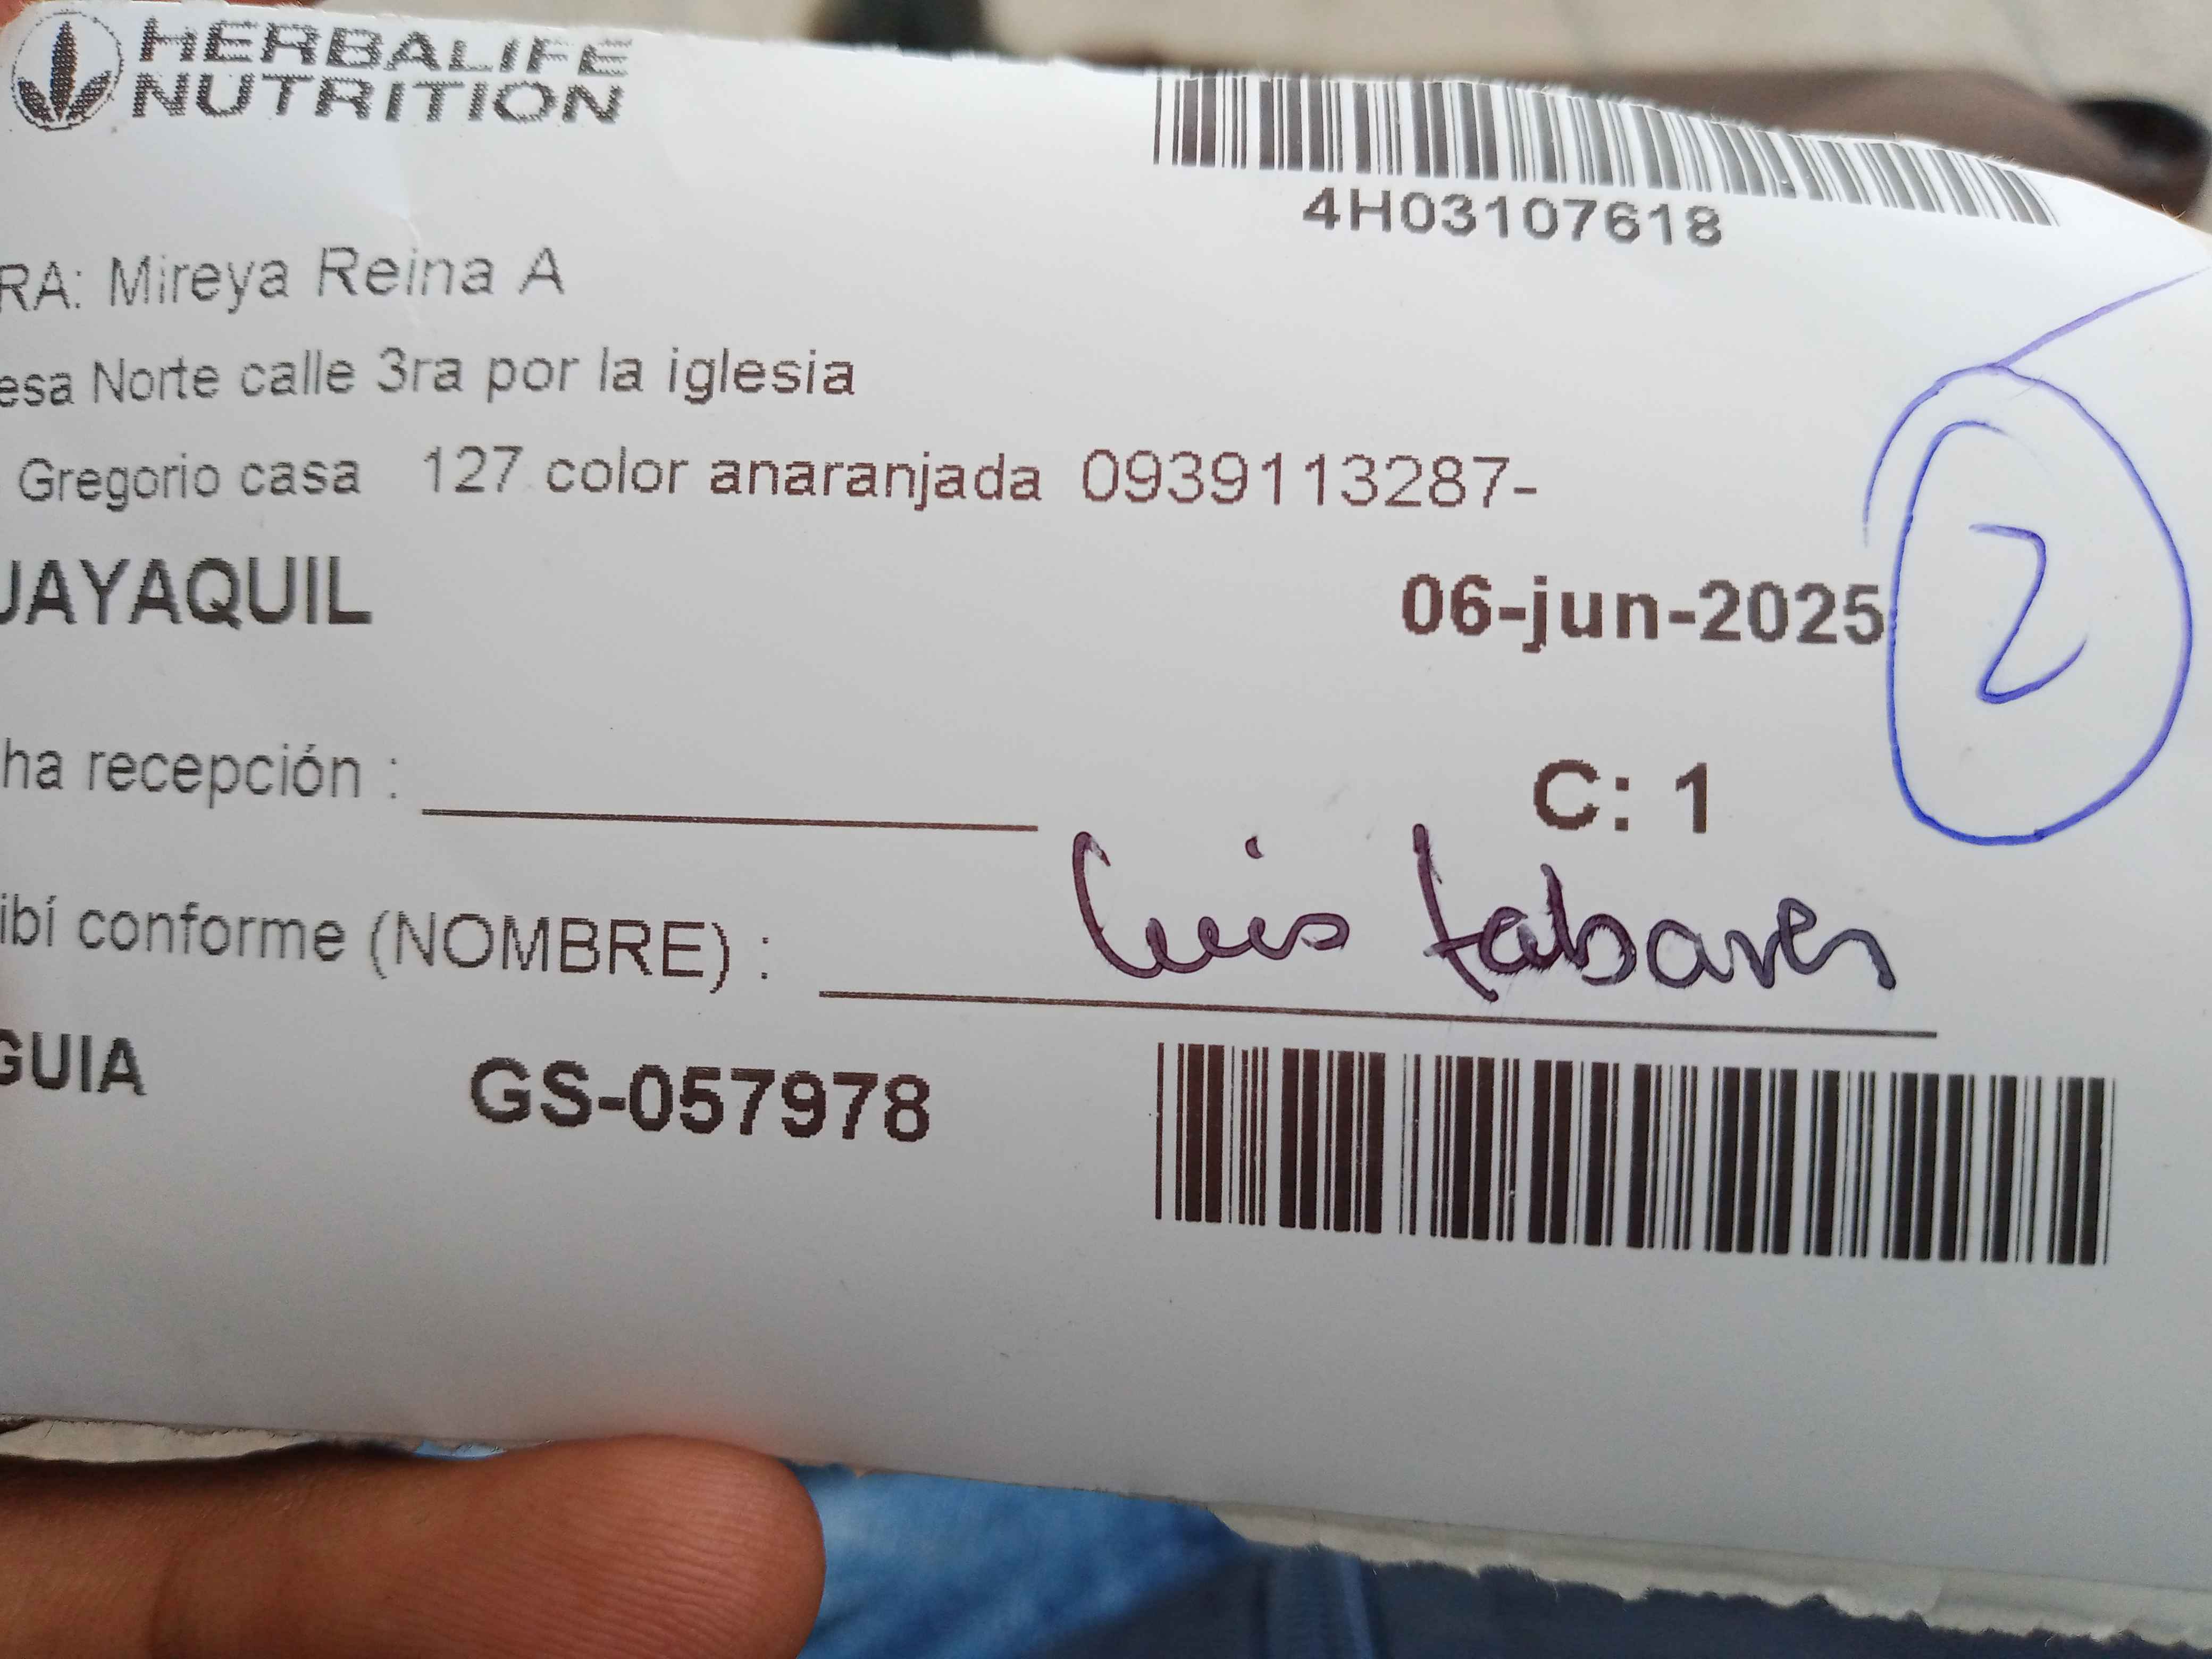 HERBALIFE
NUTRITION
4H03107618
RA: Mireya Reina A
esa Norte calle 3ra por la iglesia
Gregorio casa 127 color anaranjada 0939113287-
UAYAQUIL
06-jun-2025
2
ha recepción :
C: 1
ibí conforme (NOMBRE) : Luis tabares
GUIA GS-057978